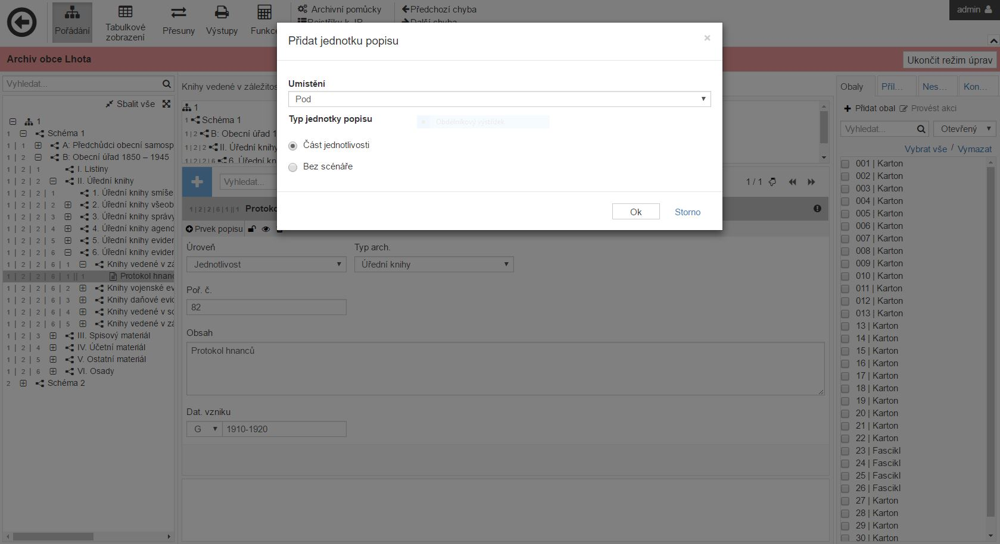 Pořádání
Tabulkové zobrazení
Přesuny
Výstupy
Funkce
Archivní pomůcky
Předchozí chyba
Rejstříky k JP
Další chyba
admin
Archiv obce Lhota
Ukončit režim úprav
Vyhledat...
Sbalit vše
1
1 Schéma 1
1 | 1 A: Předchůdci obecní samosp
1 | 2 B: Obecní úřad 1850 – 1945
1 | 2 | 1 I. Listiny
1 | 2 | 2 II. Úřední knihy
1 | 2 | 2 | 1 1. Úřední knihy smíše
1 | 2 | 2 | 2 2. Úřední knihy všeob
1 | 2 | 2 | 3 3. Úřední knihy správy
1 | 2 | 2 | 4 4. Úřední knihy agend
1 | 2 | 2 | 5 5. Úřední knihy eviden
1 | 2 | 2 | 6 6. Úřední knihy eviden
1 | 2 | 2 | 6 | 1 Knihy vedené v zá
1 | 2 | 2 | 6 | 1 || 1 Protokol hnanc
1 | 2 | 2 | 6 | 2 Knihy vojenské ev
1 | 2 | 2 | 6 | 3 Knihy daňové evid
1 | 2 | 2 | 6 | 4 Knihy vedené v so
1 | 2 | 2 | 6 | 5 Knihy vedené v zá
1 | 2 | 3 III. Spisový materiál
1 | 2 | 4 IV. Účetní materiál
1 | 2 | 5 V. Ostatní materiál
1 | 2 | 6 VI. Osady
2 Schéma 2
Knihy vedené v záležitos
1
1 Schéma 1
1 | 2 B: Obecní úřad 1
1 | 2 | 2 II. Úřední knihy
1 | 2 | 2 | 6 6. Úřední kn
Vyhledat...
1 / 1
1 | 2 | 2 | 6 | 1 || 1 Protoko
Prvek popisu
Úroveň
Typ arch.
Jednotlivost
Úřední knihy
Poř. č.
82
Obsah
Protokol hnanců
Dat. vzniku
G
1910-1920
Přidat jednotku popisu
×
Umístění
Pod
Typ jednotky popisu
Obdélníkový výstřižek
Část jednotlivosti
Bez scénáře
Ok
Storno
Obaly
Příl...
Nes...
Kon...
Přidat obal
Provést akci
Vyhledat...
Otevřený
Vybrat vše / Vymazat
001 | Karton
002 | Karton
003 | Karton
004 | Karton
005 | Karton
006 | Karton
007 | Karton
008 | Karton
009 | Karton
010 | Karton
011 | Karton
012 | Karton
013 | Karton
13 | Karton
14 | Karton
15 | Karton
16 | Karton
17 | Karton
18 | Karton
19 | Karton
20 | Karton
21 | Karton
22 | Karton
23 | Fascikl
24 | Fascikl
25 | Fascikl
26 | Fascikl
27 | Karton
28 | Karton
29 | Karton
30 | Karton